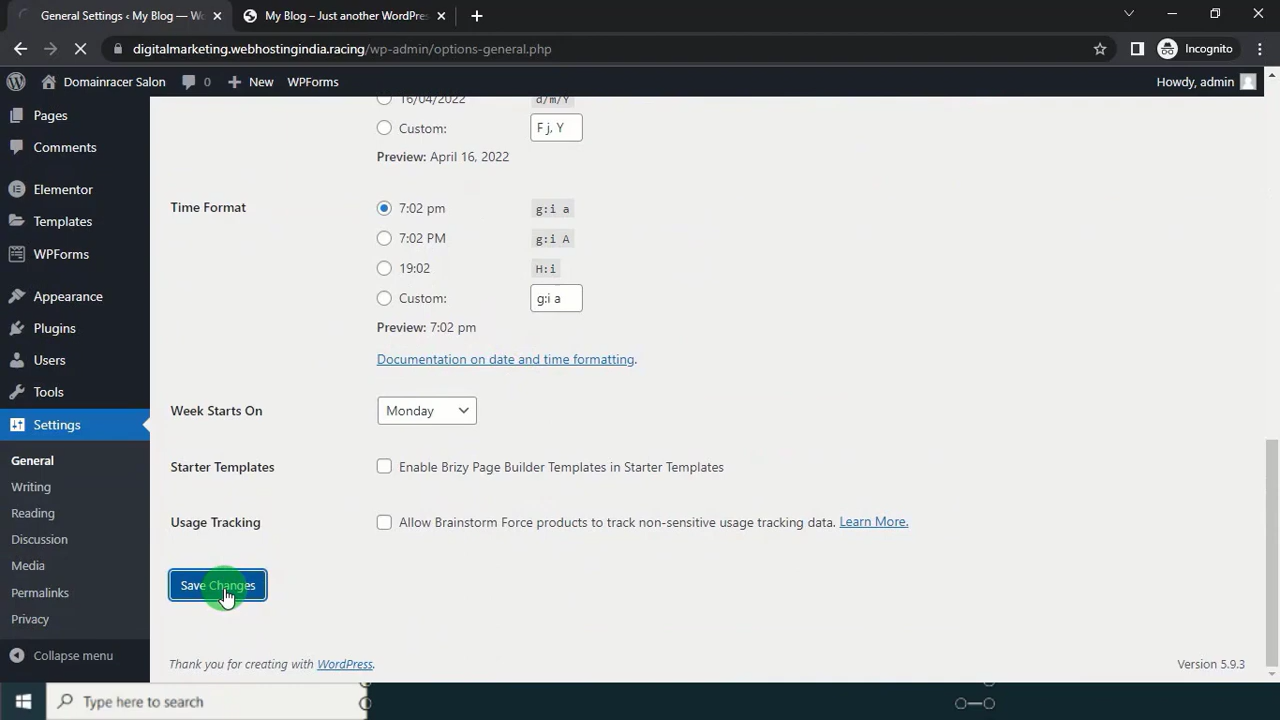 General Settings ‹ My Blog — Wo
My Blog – Just another WordPres
digitalmarketing.webhostingindia.racing/wp-admin/options-general.php
Incognito
Domainracer Salon
0
New
WPForms
Howdy, admin
Pages
Comments
Elementor
Templates
WPForms
Appearance
Plugins
Users
Tools
Settings
General
Writing
Reading
Discussion
Media
Permalinks
Privacy
Collapse menu
16/04/2022 d/m/Y
Custom: F j, Y
Preview: April 16, 2022
Time Format
7:02 pm g:i a
7:02 PM g:i A
19:02 H:i
Custom: g:i a
Preview: 7:02 pm
Documentation on date and time formatting.
Week Starts On Monday
Starter Templates Enable Brizy Page Builder Templates in Starter Templates
Usage Tracking Allow Brainstorm Force products to track non-sensitive usage tracking data. Learn More.
Save Changes
Thank you for creating with WordPress.
Version 5.9.3
Type here to search